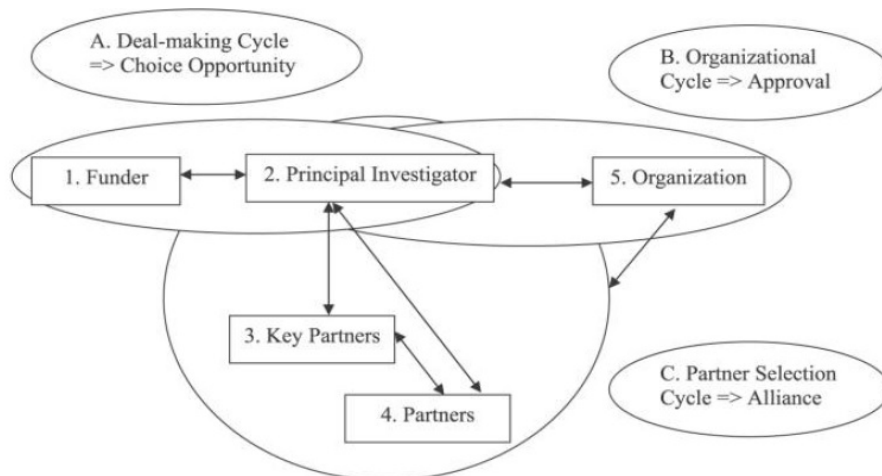 A. Deal-making Cycle
=> Choice Opportunity
B. Organizational
Cycle => Approval
1. Funder
2. Principal Investigator
5. Organization
3. Key Partners
4. Partners
C. Partner Selection
Cycle => Alliance